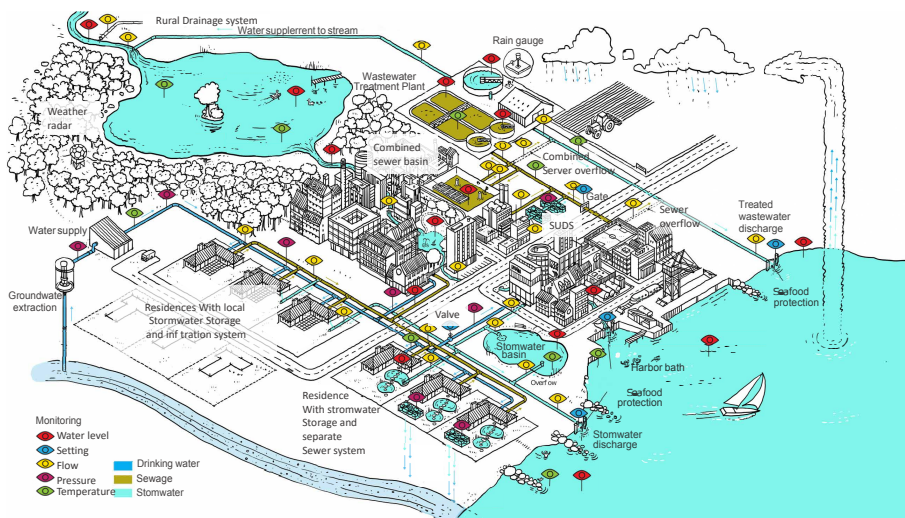 Rural Drainage system
Water supplerrent to stream
Rain gauge
Wastewater
Treatment Plant
Weather
radar
Combined
sewer basin
Combined
Server overflow
Gate
Sewer
overflow
SUDS
Treated
wastewater
discharge
Water supply
Seafood
protection
Groundwater
extraction
Residences With local
Stormwater Storage
and inf tration system
Valve
Stomwater
basin
Overf ow
Harbor bath
Seafood
protection
Residence
With stromwater
Storage and
separate
Sewer system
Stomwater
discharge
Monitoring
Water level
Setting
Flow
Pressure
Temperature
Drinking water
Sewage
Stomwater